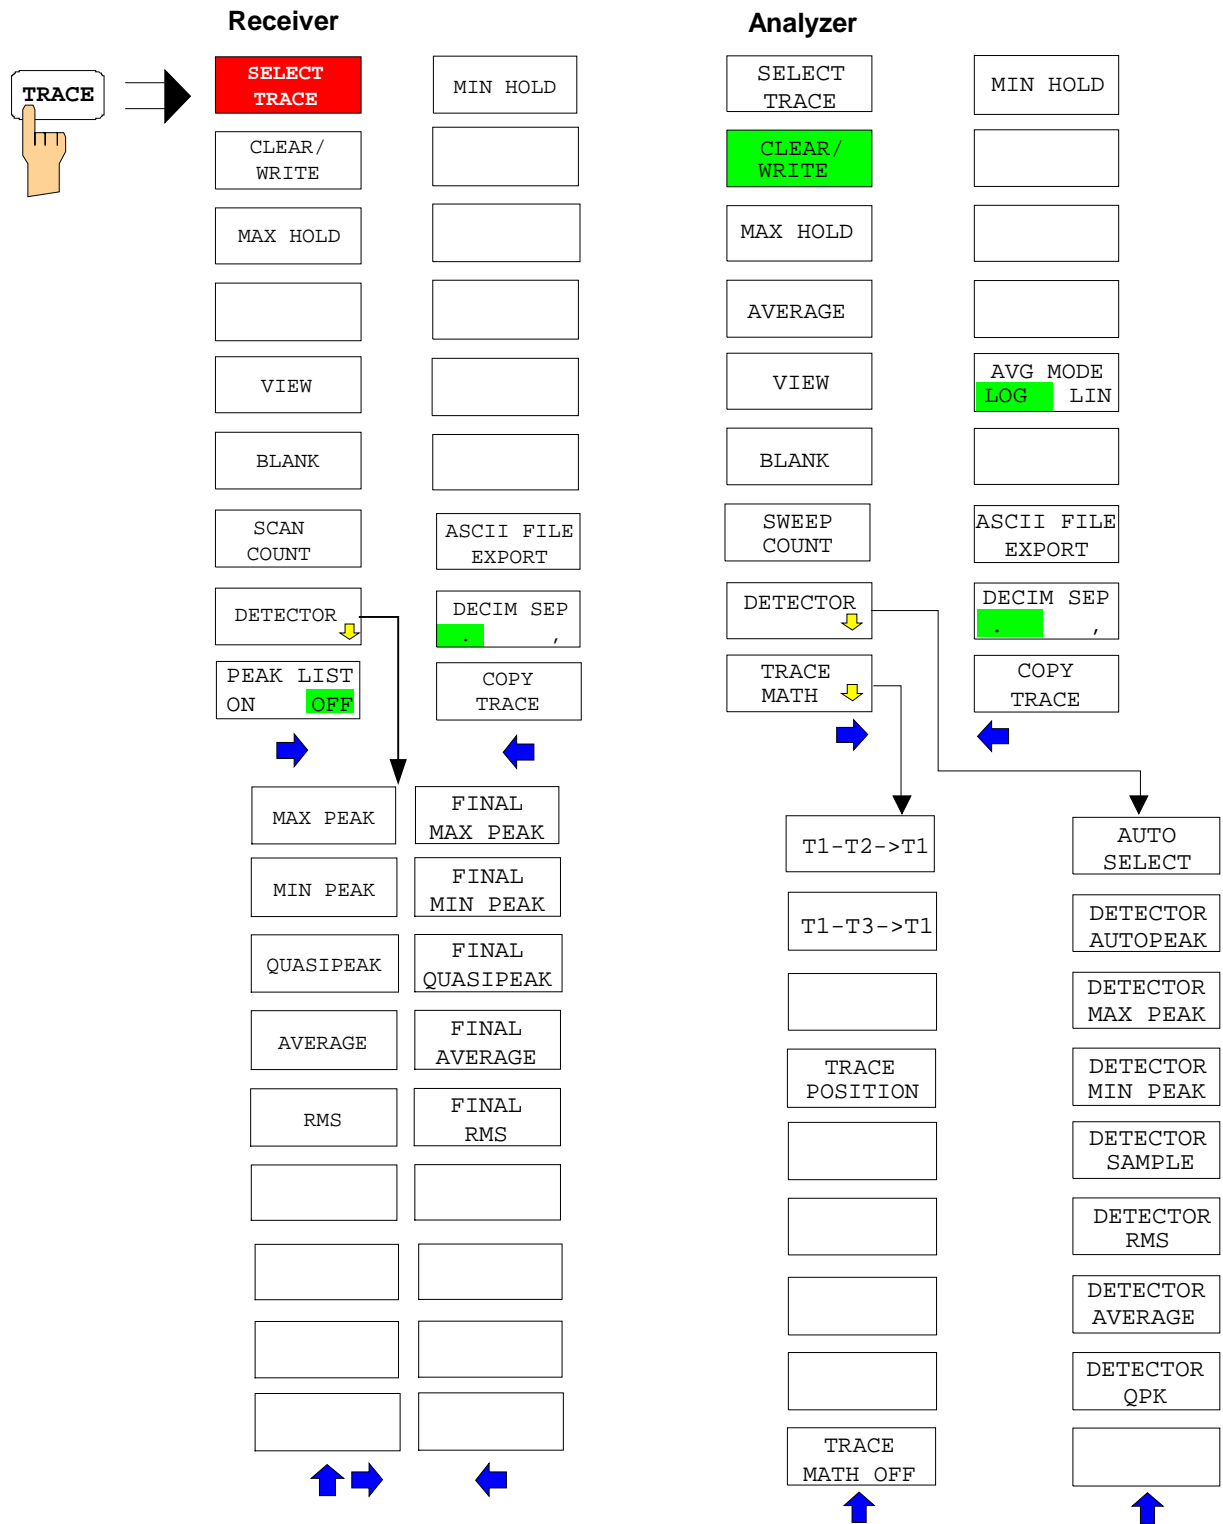 Receiver
Analyzer
TRACE
SELECT
TRACE
CLEAR/
WRITE
MAX HOLD
VIEW
BLANK
SCAN
COUNT
DETECTOR
PEAK LIST
ON OFF
MIN HOLD
ASCII FILE
EXPORT
DECIM SEP
. ,
COPY
TRACE
MAX PEAK
MIN PEAK
QUASIPEAK
AVERAGE
RMS
FINAL
MAX PEAK
FINAL
MIN PEAK
FINAL
QUASIPEAK
FINAL
AVERAGE
FINAL
RMS
SELECT
TRACE
CLEAR/
WRITE
MAX HOLD
AVERAGE
VIEW
BLANK
SWEEP
COUNT
DETECTOR
TRACE
MATH
MIN HOLD
AVG MODE
LOG LIN
ASCII FILE
EXPORT
DECIM SEP
. ,
COPY
TRACE
T1-T2->T1
T1-T3->T1
TRACE
POSITION
TRACE
MATH OFF
AUTO
SELECT
DETECTOR
AUTOPEAK
DETECTOR
MAX PEAK
DETECTOR
MIN PEAK
DETECTOR
SAMPLE
DETECTOR
RMS
DETECTOR
AVERAGE
DETECTOR
QPK